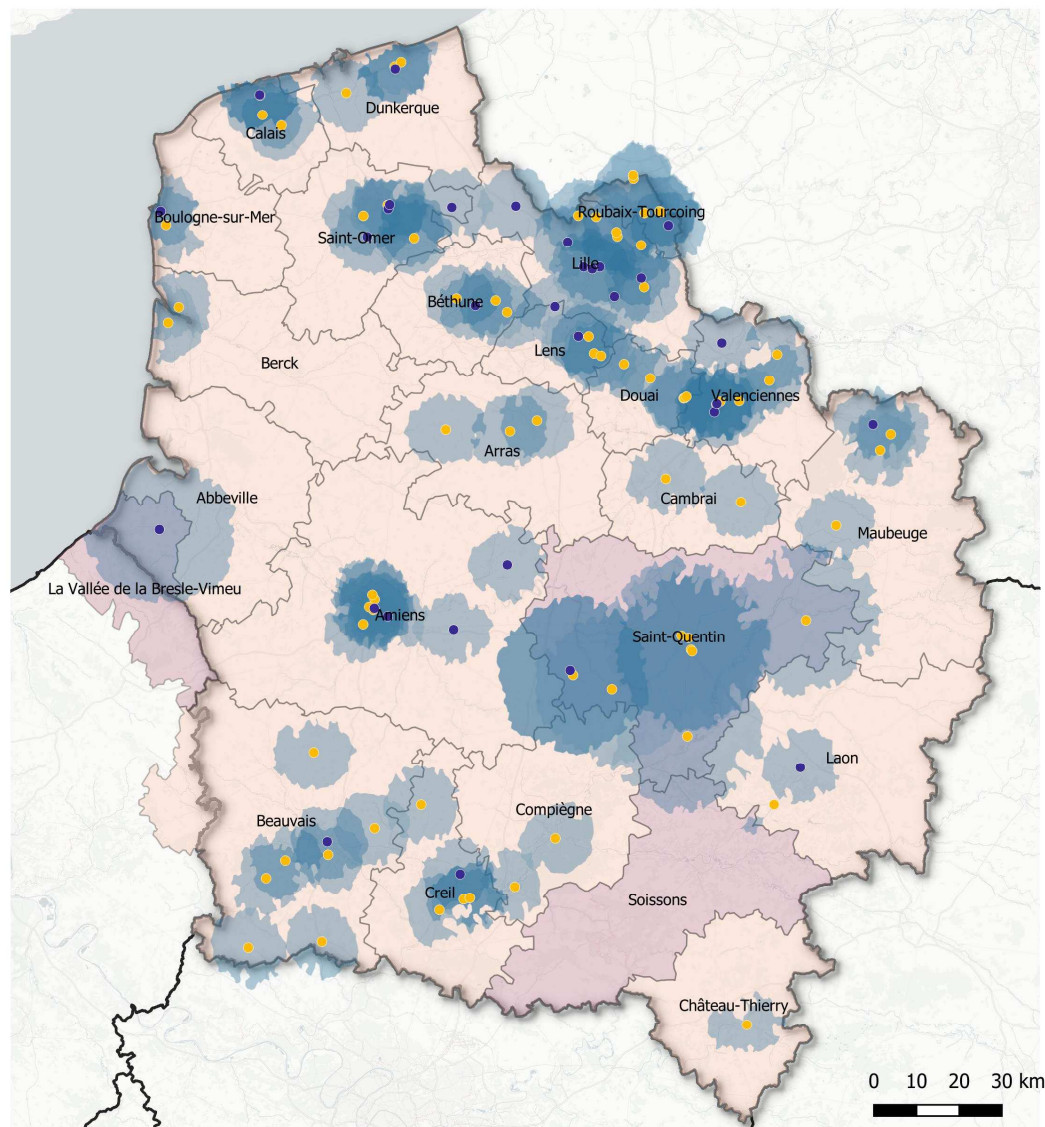 Dunkerque
Calais
Boulogne-sur-Mer
Roubaix-Tourcoing
Saint-Omer
Lille
Béthune
Lens
Berck
Douai
Valenciennes
Arras
Cambrai
Abbeville
Maubeuge
La Vallée de la Bresle-Vimeu
Amiens
Saint-Quentin
Laon
Compiègne
Beauvais
Creil
Soissons
Château-Thierry
0 10 20 30 km